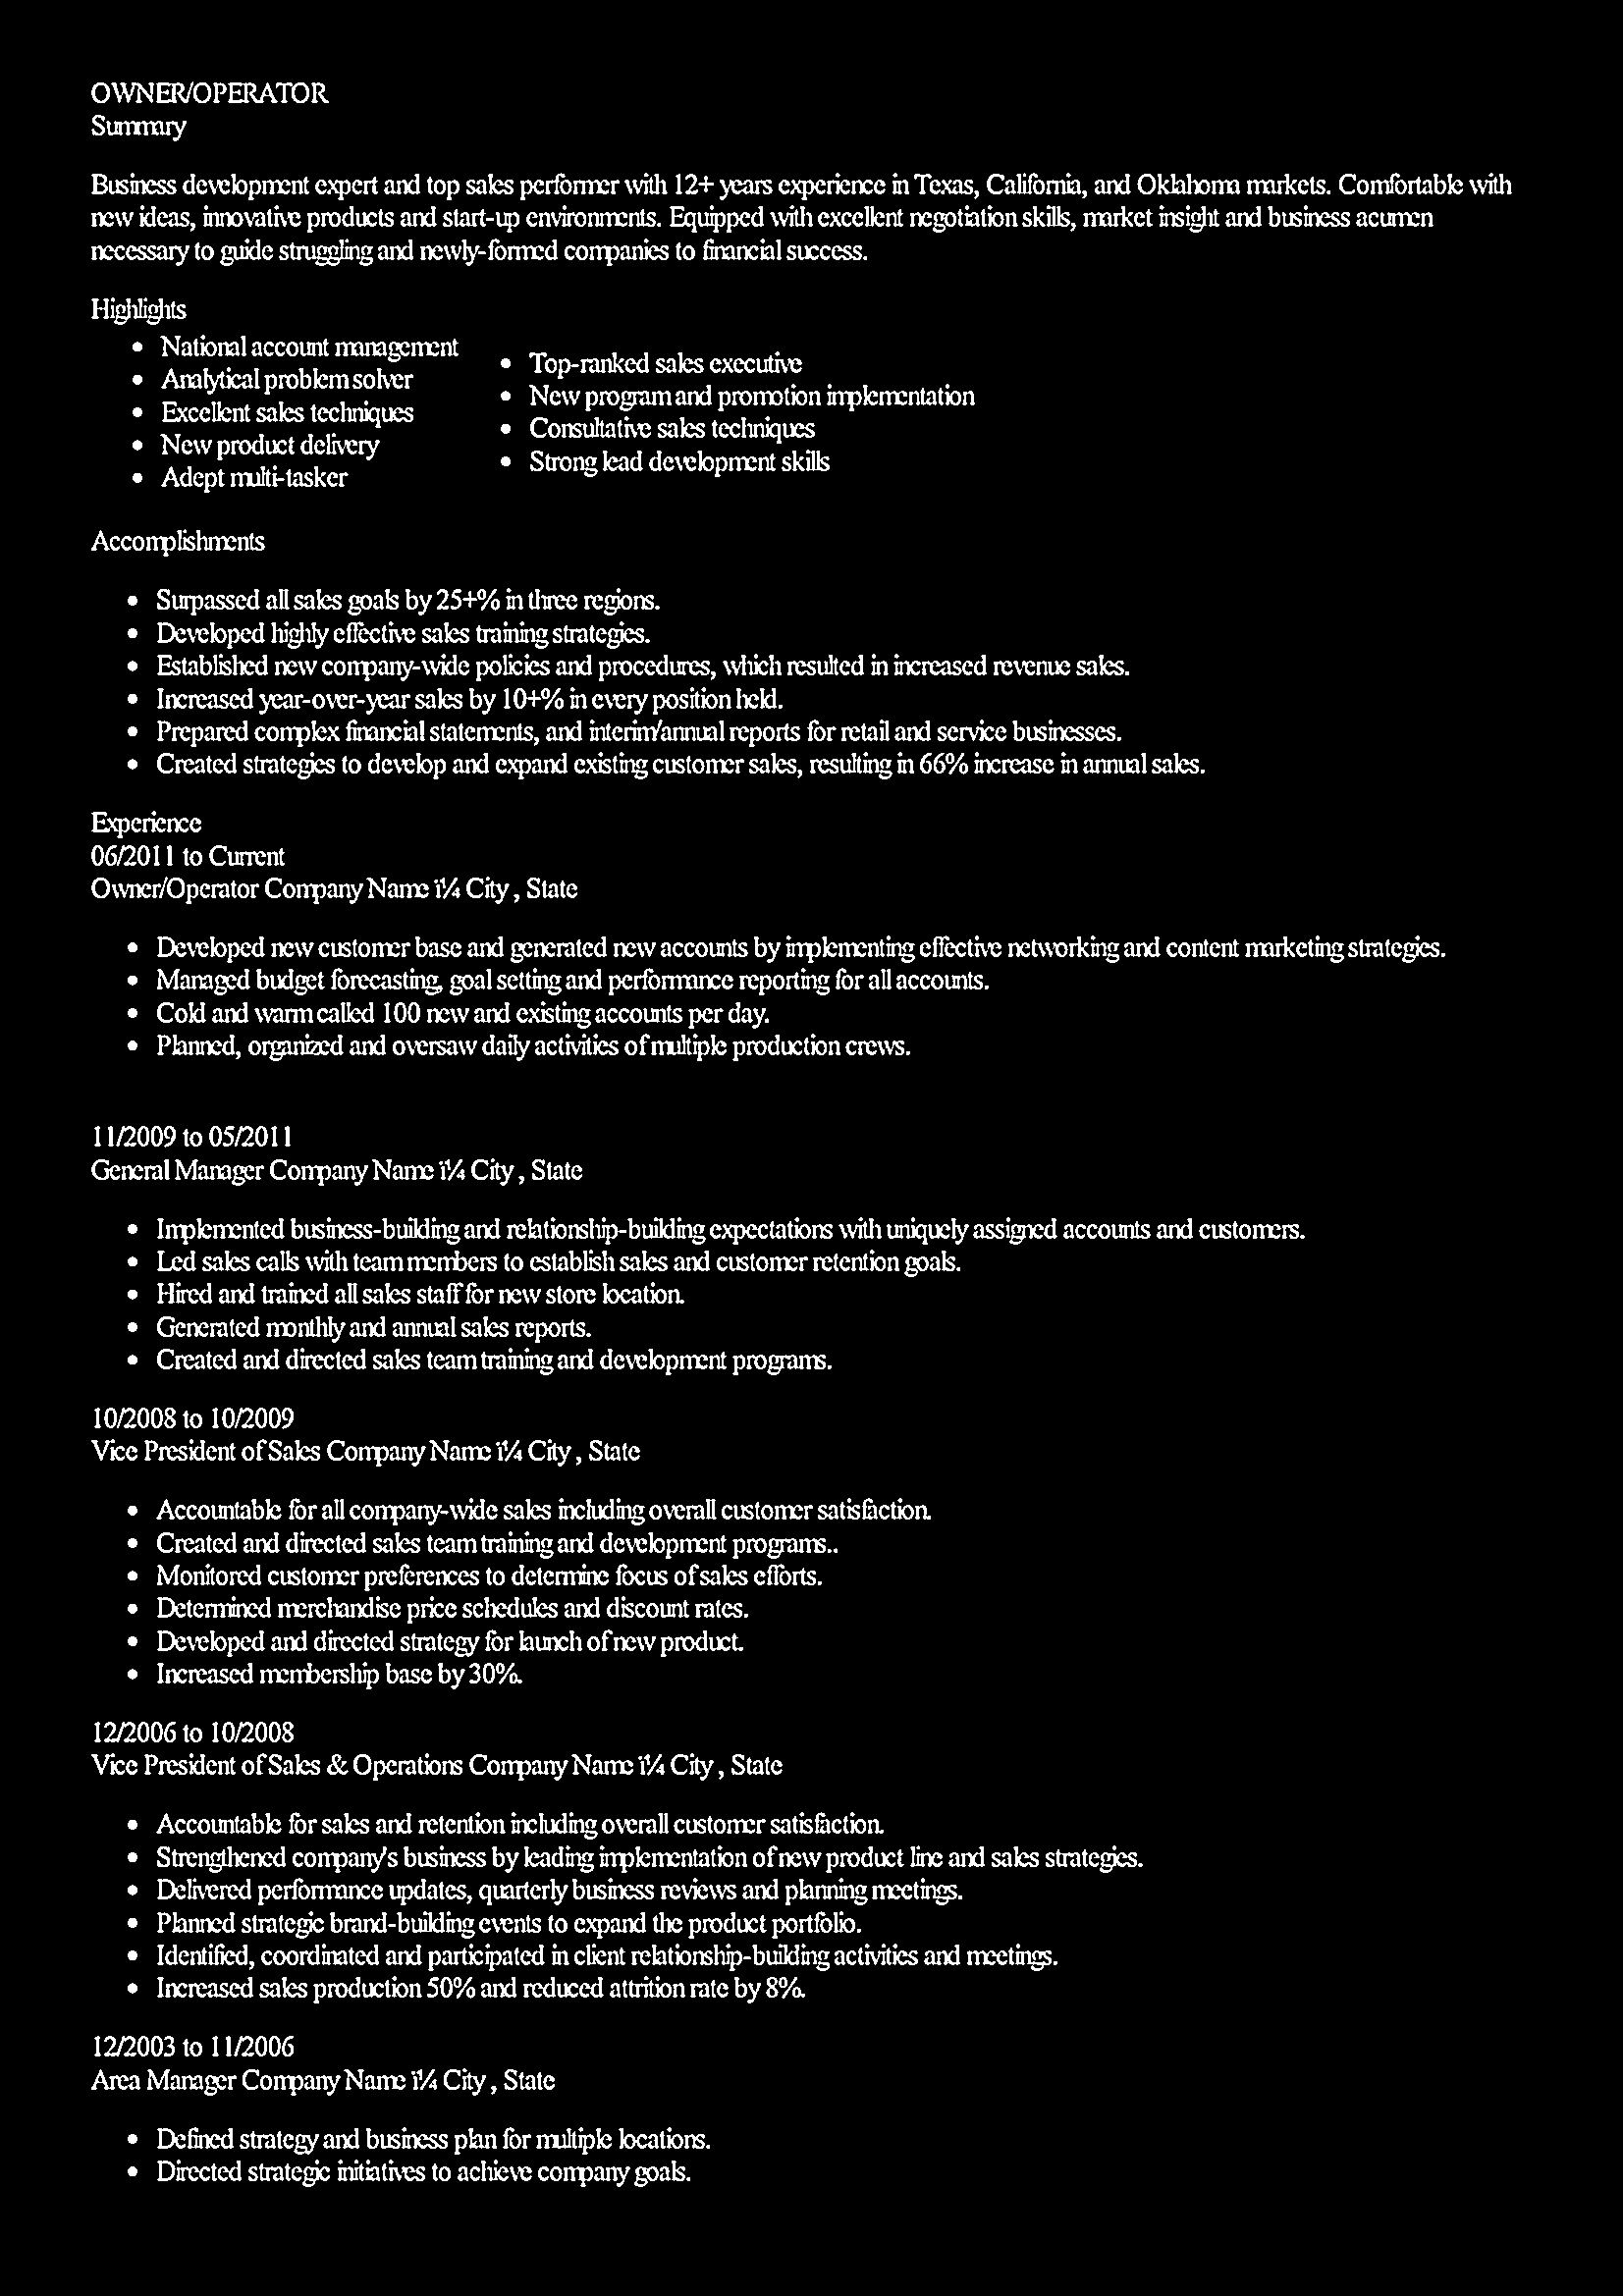 OWNER/OPERATOR
Summary
Business development expert and top sales performer with 12+ years experience in Texas, California, and Oklahoma markets. Comfortable with
new ideas, innovative products and start-up environments. Equipped with excellent negotiation skills, market insight and business acumen
necessary to guide struggling and newly-formed companies to financial success.
Highlights
• National account management
• Analytical problem solver
• Excellent sales techniques
• New product delivery
• Adept multi-tasker
• Top-ranked sales executive
• New program and promotion implementation
• Consultative sales techniques
• Strong lead development skills
Accomplishments
• Surpassed all sales goals by 25+% in three regions.
• Developed highly effective sales training strategies.
• Established new company-wide policies and procedures, which resulted in increased revenue sales.
• Increased year-over-year sales by 10+% in every position held.
• Prepared complex financial statements, and interim/annual reports for retail and service businesses.
• Created strategies to develop and expand existing customer sales, resulting in 66% increase in annual sales.
Experience
06/2011 to Current
Owner/Operator Company Name ï¼ City , State
• Developed new customer base and generated new accounts by implementing effective networking and content marketing strategies.
• Managed budget forecasting, goal setting and performance reporting for all accounts.
• Cold and warm called 100 new and existing accounts per day.
• Planned, organized and oversaw daily activities of multiple production crews.
11/2009 to 05/2011
General Manager Company Name ï¼ City , State
• Implemented business-building and relationship-building expectations with uniquely assigned accounts and customers.
• Led sales calls with team members to establish sales and customer retention goals.
• Hired and trained all sales staff for new store location.
• Generated monthly and annual sales reports.
• Created and directed sales team training and development programs.
10/2008 to 10/2009
Vice President of Sales Company Name ï¼ City , State
• Accountable for all company-wide sales including overall customer satisfaction.
• Created and directed sales team training and development programs..
• Monitored customer preferences to determine focus of sales efforts.
• Determined merchandise price schedules and discount rates.
• Developed and directed strategy for launch of new product.
• Increased membership base by 30%.
12/2006 to 10/2008
Vice President of Sales & Operations Company Name ï¼ City , State
• Accountable for sales and retention including overall customer satisfaction.
• Strengthened company's business by leading implementation of new product line and sales strategies.
• Delivered performance updates, quarterly business reviews and planning meetings.
• Planned strategic brand-building events to expand the product portfolio.
• Identified, coordinated and participated in client relationship-building activities and meetings.
• Increased sales production 50% and reduced attrition rate by 8%.
12/2003 to 11/2006
Area Manager Company Name ï¼ City , State
• Defined strategy and business plan for multiple locations.
• Directed strategic initiatives to achieve company goals.